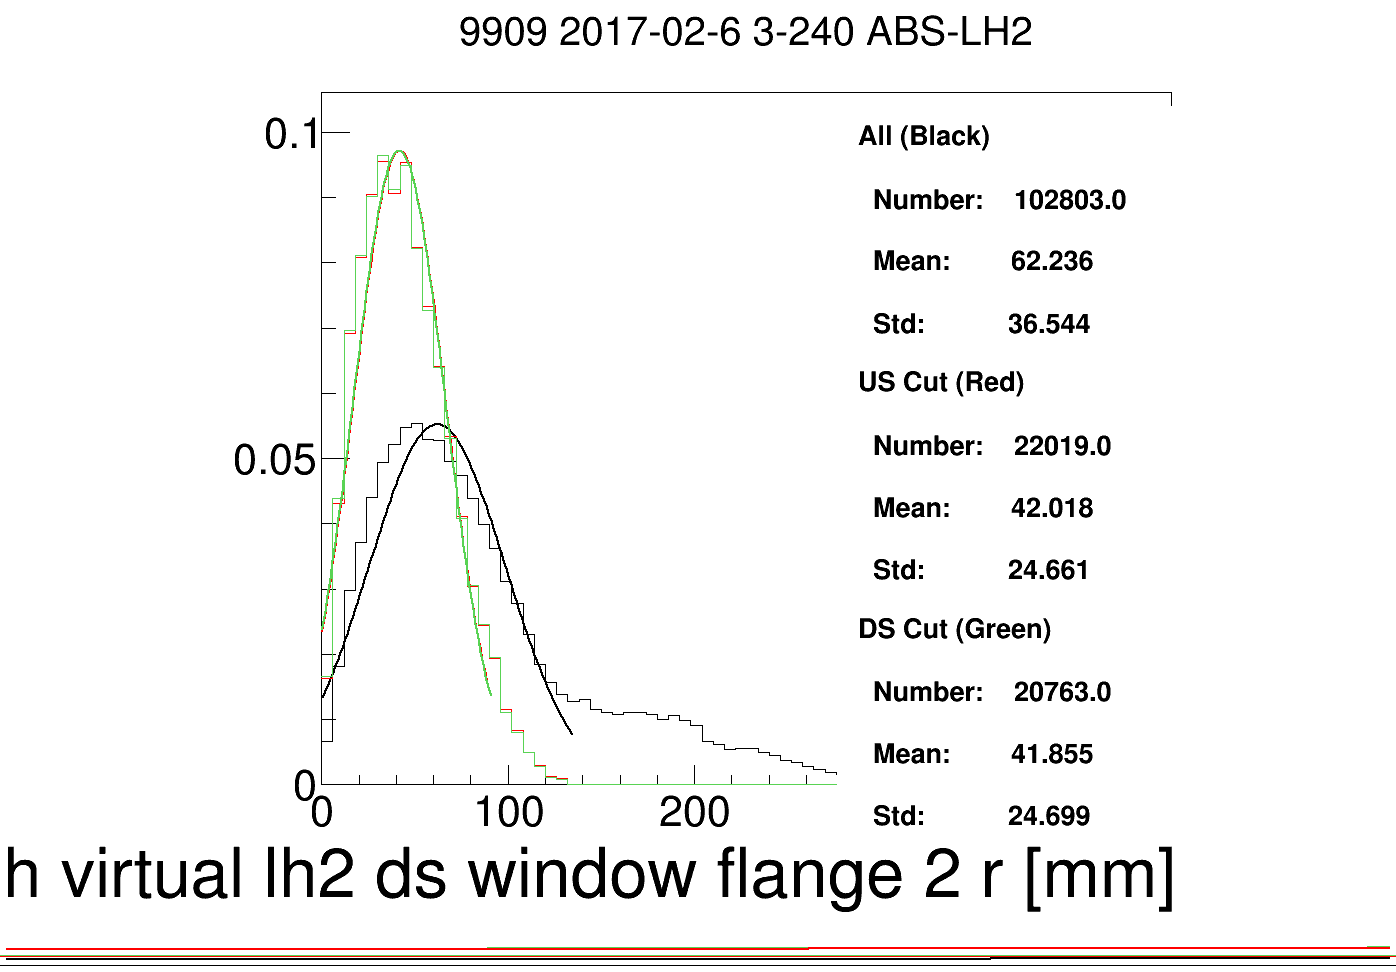 9909 2017-02-6 3-240 ABS-LH2
0.1
0.05
0
0 100 200
All (Black)
Number: 102803.0
Mean: 62.236
Std: 36.544
US Cut (Red)
Number: 22019.0
Mean: 42.018
Std: 24.661
DS Cut (Green)
Number: 20763.0
Mean: 41.855
Std: 24.699
h virtual lh2 ds window flange 2 r [mm]